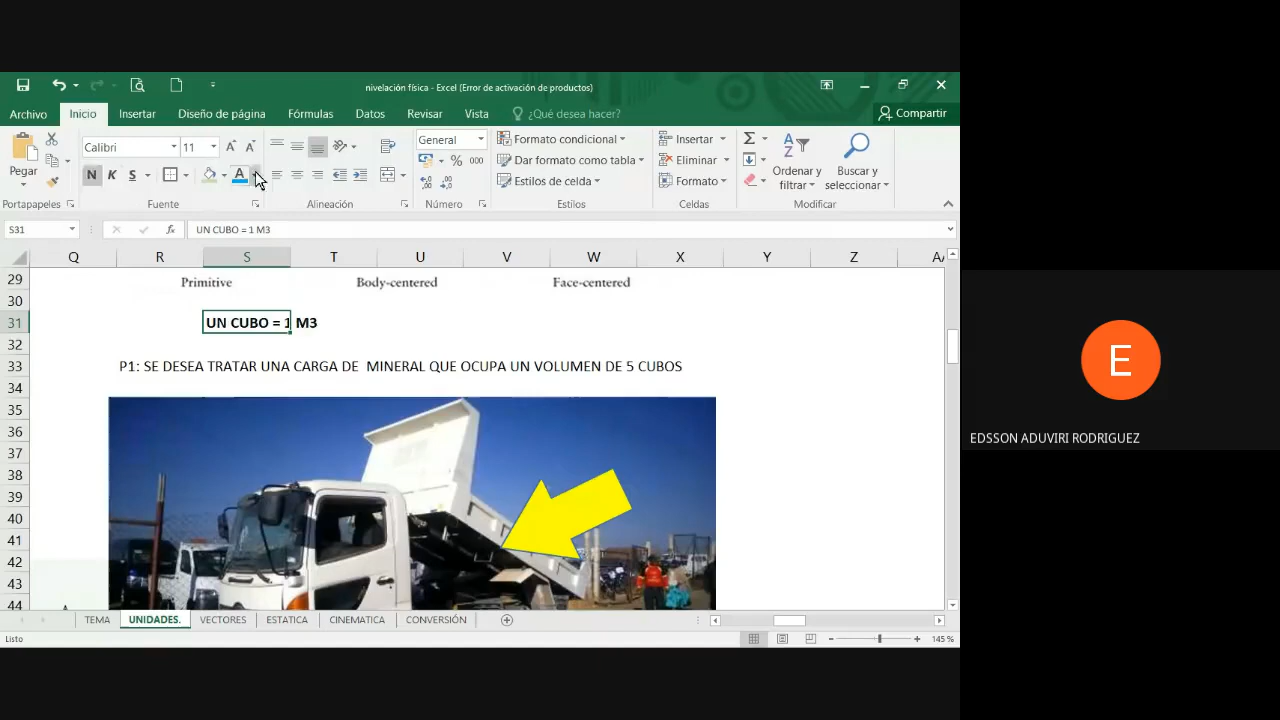 nivelación física - Excel (Error de activación de productos)
Archivo Inicio Insertar Diseño de página Fórmulas Datos Revisar Vista ¿Qué desea hacer? Compartir
Pegar
Calibri 11
N K S
General
% 000
Formato condicional
Dar formato como tabla
Estilos de celda
Insertar
Eliminar
Formato
Ordenar y filtrar
Buscar y seleccionar
Portapapeles Fuente Alineación Número Estilos Celdas Modificar
S31 fx UN CUBO = 1 M3
Q R S T U V W X Y Z
29 Primitive Body-centered Face-centered
30
31 UN CUBO = 1 M3
32
33 P1: SE DESEA TRATAR UNA CARGA DE MINERAL QUE OCUPA UN VOLUMEN DE 5 CUBOS
34
35
36
37
38
39
40
41
42
43
44
TEMA UNIDADES. VECTORES ESTATICA CINEMATICA CONVERSIÓN
Listo 145 %
E
EDSSON ADUVIRI RODRIGUEZ